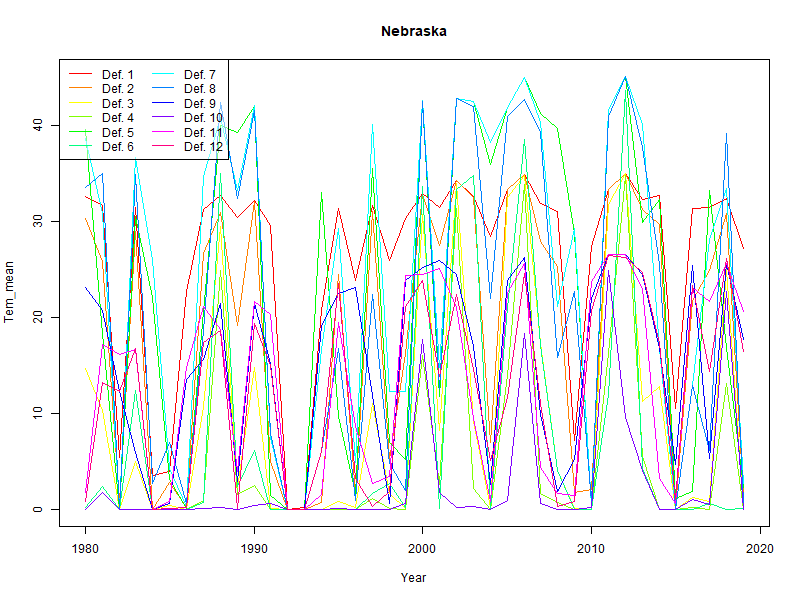 Nebraska
Def. 1 Def. 7
Def. 2 Def. 8
Def. 3 Def. 9
Def. 4 Def. 10
Def. 5 Def. 11
Def. 6 Def. 12
40
30
20
10
0
Tem_mean
1980 1990 2000 2010 2020
Year